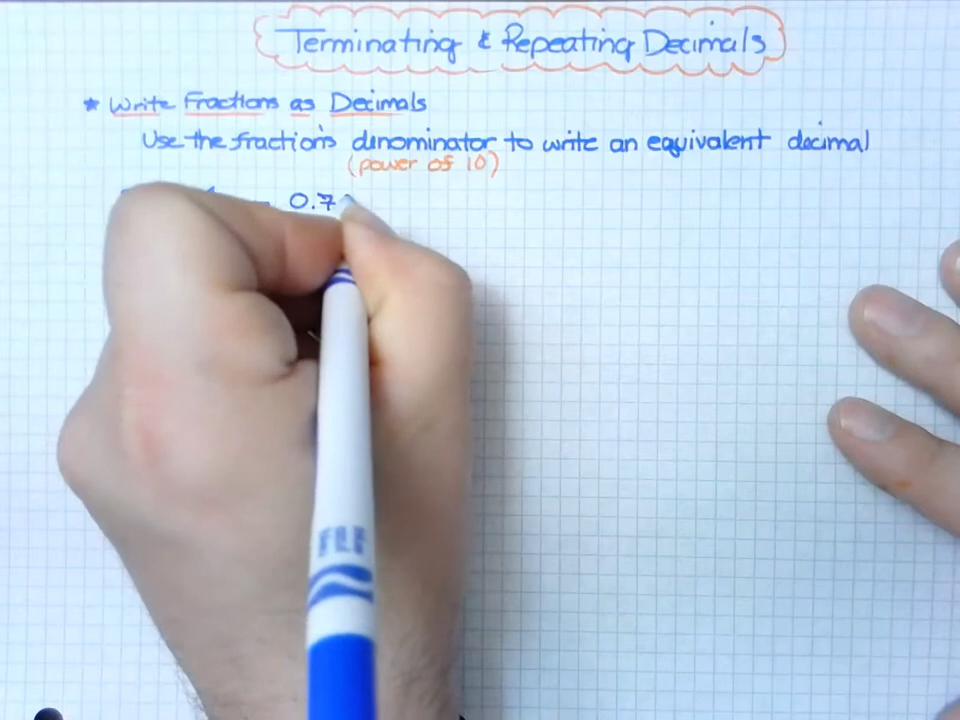 Terminating & Repeating Decimals
* Write Fractions as Decimals
Use the fraction's dinominator to write an equivalent decimal
(power of 10)
0.7